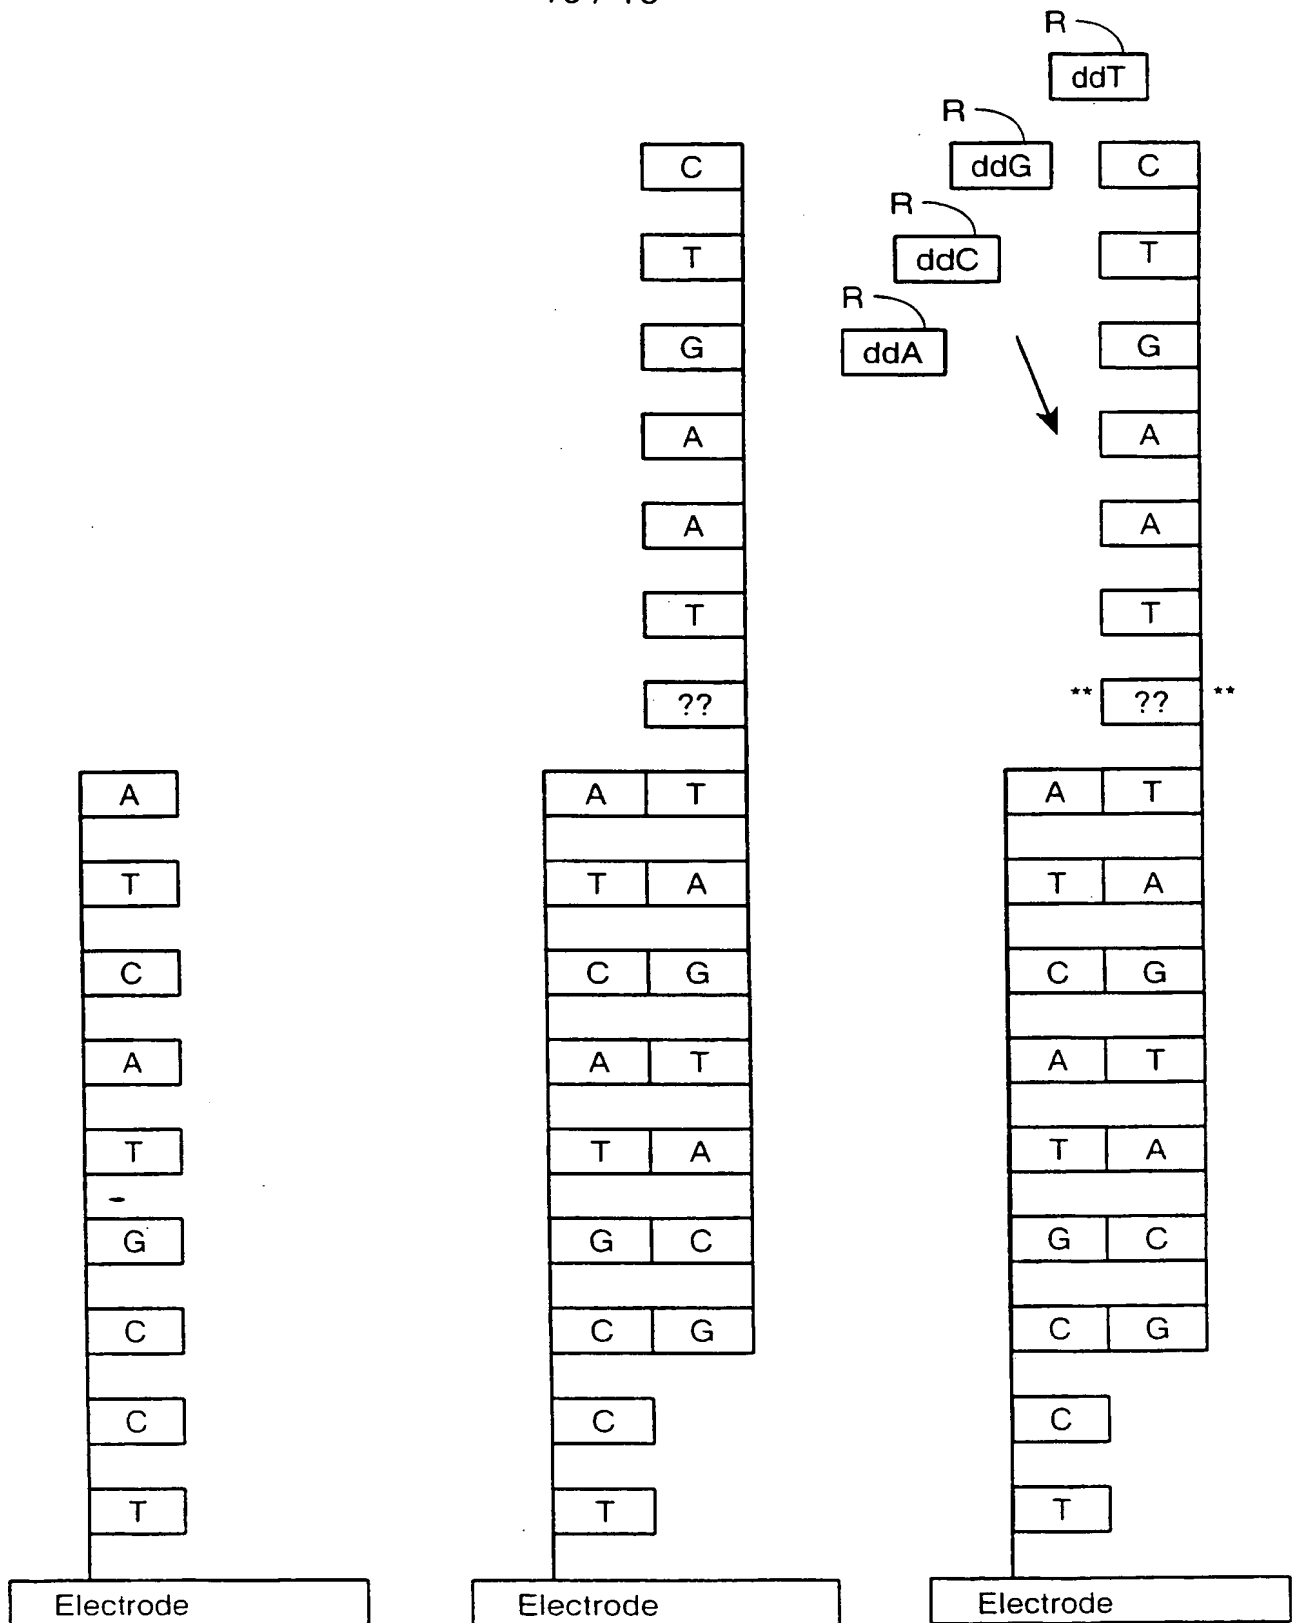 R
ddT
R
C ddG C
R
T ddC T
R
G ddA G
A A
A A
T T
?? ** ?? **
A A T A T
T T A T A
C C G C G
A A T A T
T T A T A
G G C G C
C C G C G
C C C
T T T
Electrode Electrode Electrode